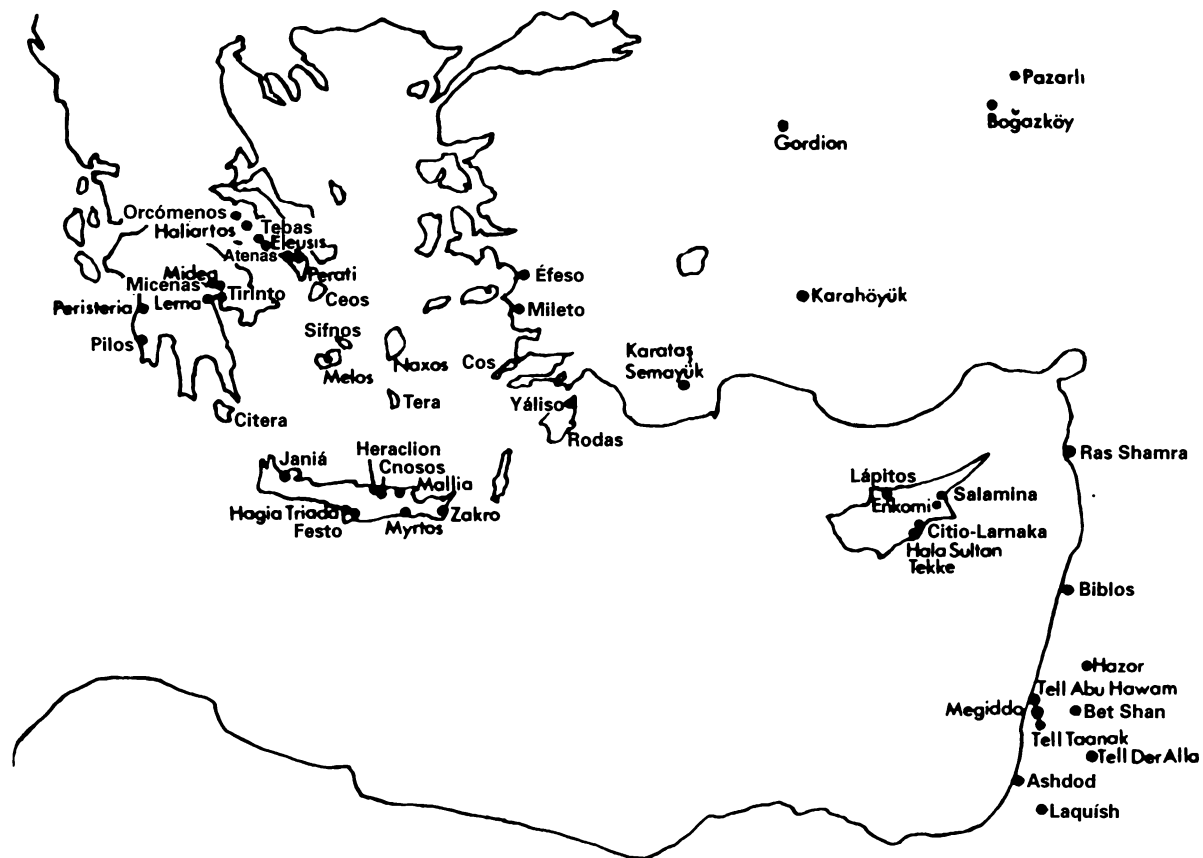 Pazarlı
Boğazköy
Gordion
Orcómenos
Haliartos
Tebas
Eleusis
Atenas
Perati
Midea
Micenas
Lerna
Tirinto
Ceos
Peristeria
Pilos
Sifnos
Melos
Naxos
Cos
Éfeso
Mileto
Karahöyük
Karataş
Semayük
Citera
Tera
Yáliso
Rodas
Janiá
Heraclion
Cnosos
Mallia
Hagia Triada
Festo
Myrtos
Zakro
Ras Shamra
Lápitos
Enkomi
Salamina
Citio-Larnaka
Hala Sultan
Tekke
Biblos
Hazor
Tell Abu Hawam
Megiddo
Bet Shan
Tell Taanak
Tell Der Alla
Ashdod
Laquísh